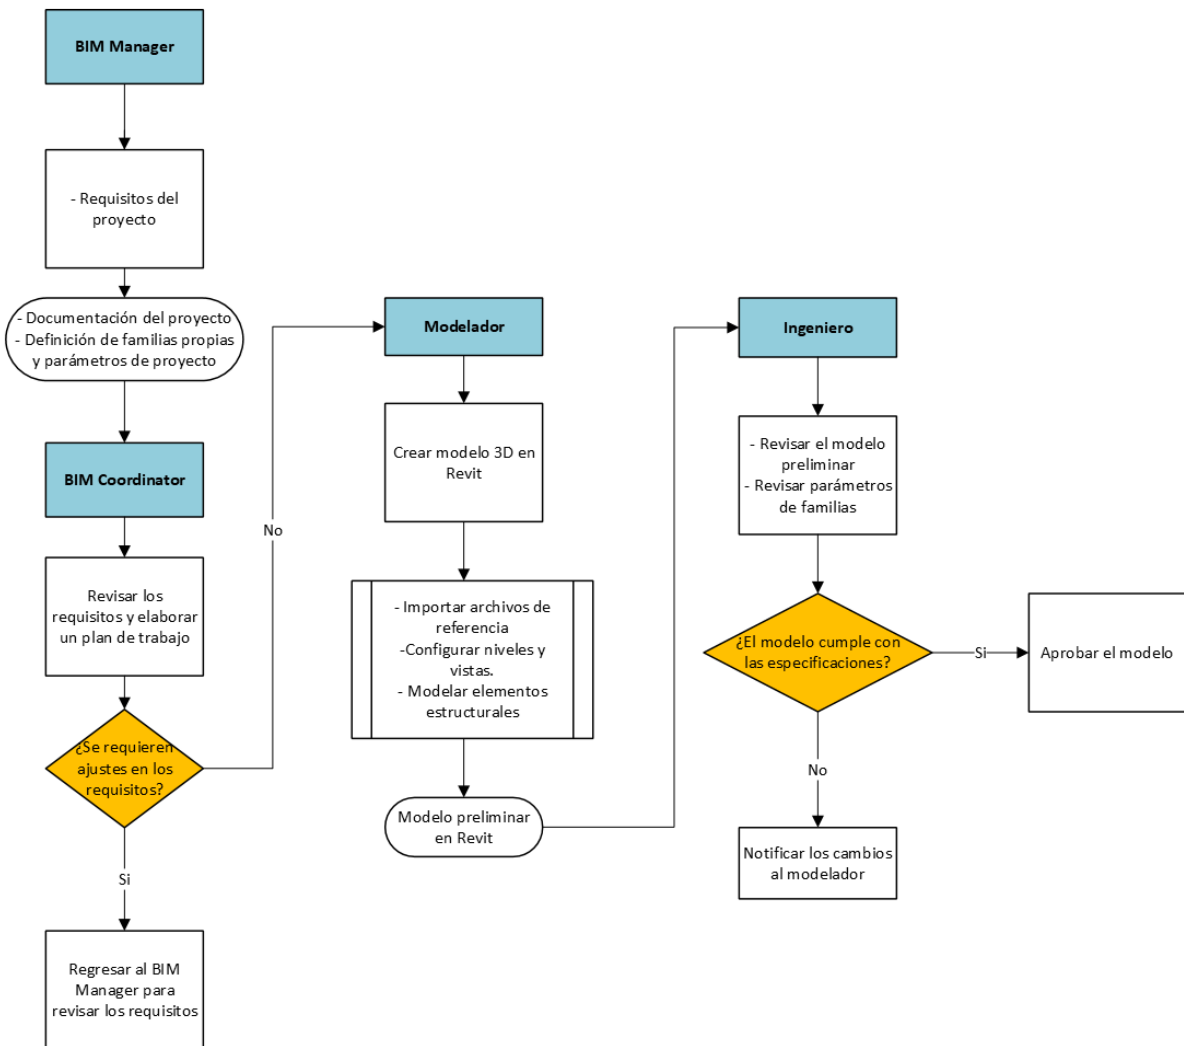 BIM Manager
- Requisitos del
proyecto
- Documentación del proyecto
- Definición de familias propias
y parámetros de proyecto
BIM Coordinator
Revisar los
requisitos y elaborar
un plan de trabajo
¿Se requieren
ajustes en los
requisitos?
Si
Regresar al BIM
Manager para
revisar los requisitos
No
Modelador
Crear modelo 3D en
Revit
- Importar archivos de
referencia
-Configurar niveles y
vistas.
- Modelar elementos
estructurales
Modelo preliminar
en Revit
Ingeniero
- Revisar el modelo
preliminar
- Revisar parámetros
de familias
¿El modelo cumple con
las especificaciones?
Si
Aprobar el modelo
No
Notificar los cambios
al modelador